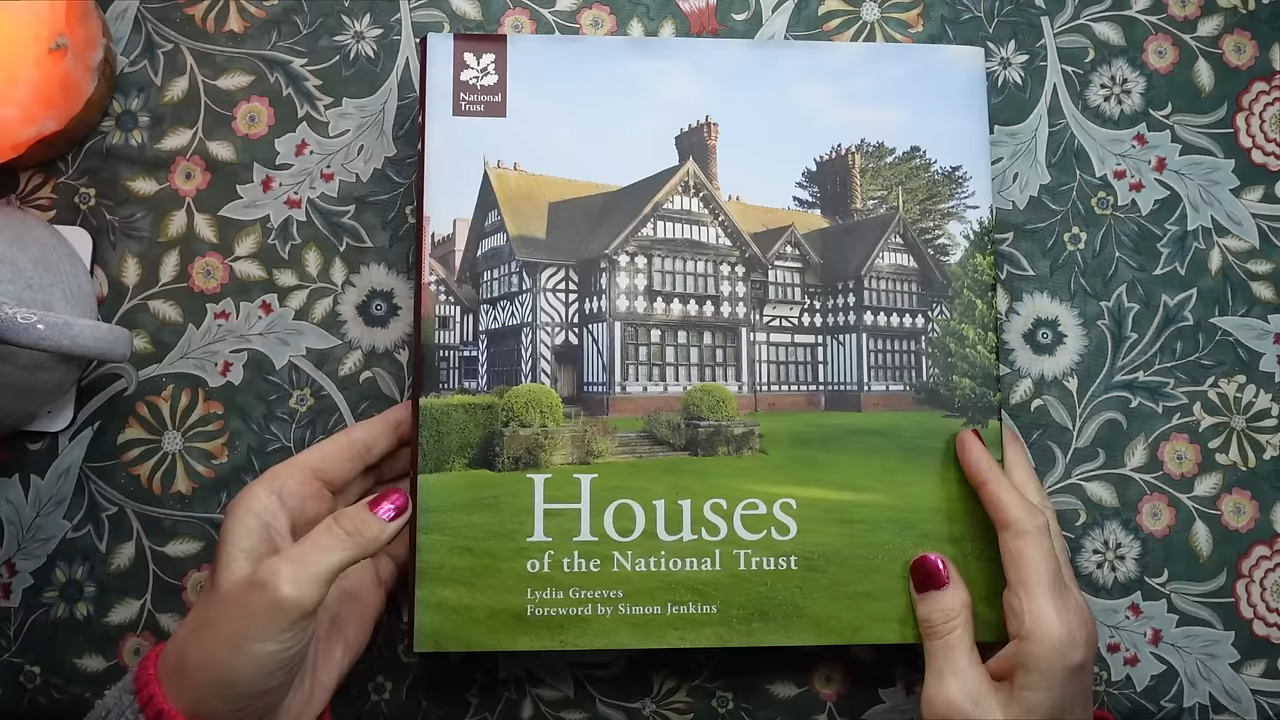 National
Trust
Houses
of the National Trust
Lydia Greeves
Foreword by Simon Jenkins